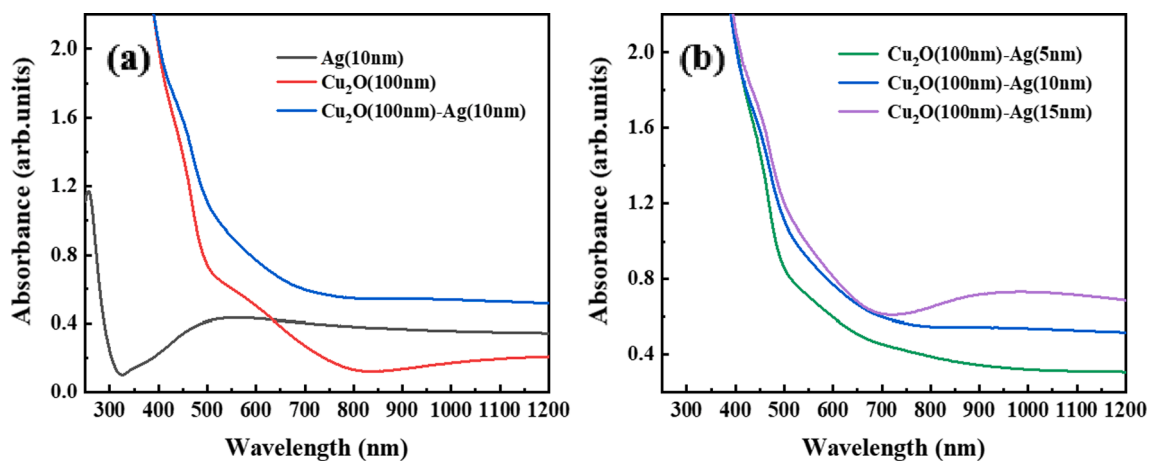 (a)
Ag(10nm)
Cu₂O(100nm)
Cu₂O(100nm)-Ag(10nm)
Absorbance (arb.units)
2.0
1.6
1.2
0.8
0.4
0.0
300 400 500 600 700 800 900 1000 1100 1200
Wavelength (nm)
(b)
Cu₂O(100nm)-Ag(5nm)
Cu₂O(100nm)-Ag(10nm)
Cu₂O(100nm)-Ag(15nm)
Absorbance (arb.units)
2.0
1.6
1.2
0.8
0.4
300 400 500 600 700 800 900 1000 1100 1200
Wavelength (nm)